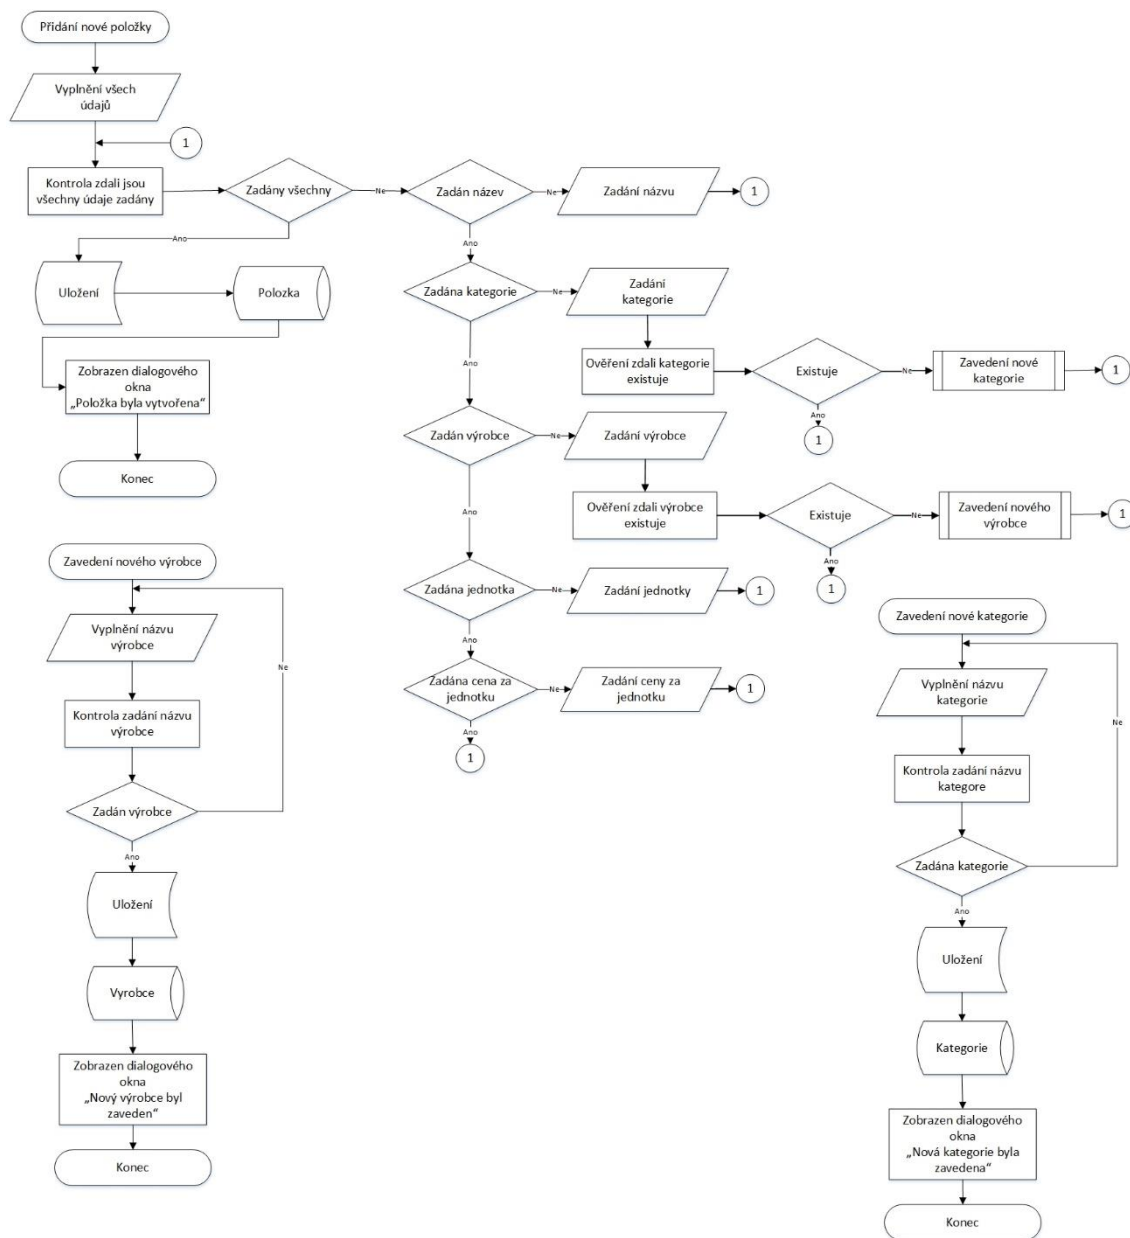 Přidání nové položky
Vyplnění všech
údajů
1
Kontrola zdali jsou
všechny údaje zadány
Zadány všechny
Ne
Zadán název
Ne
Zadání názvu
1
Ano
Ano
Uložení
Polozka
Zadána kategorie
Ne
Zadání
kategorie
Zobrazen dialogového
okna
„Položka byla vytvořena“
Konec
Ano
Ověření zdali kategorie
existuje
Existuje
Ne
Zavedení nové
kategorie
1
Ano
1
Zadán výrobce
Ne
Zadání výrobce
Ano
Ověření zdali výrobce
existuje
Existuje
Ne
Zavedení nového
výrobce
1
Ano
1
Zadána jednotka
Ne
Zadání jednotky
1
Ano
Zadána cena za
jednotku
Ne
Zadání ceny za
jednotku
1
Ano
1
Zavedení nového výrobce
Vyplnění názvu
výrobce
Ne
Kontrola zadání názvu
výrobce
Zadán výrobce
Ano
Uložení
Vyrobce
Zobrazen dialogového
okna
„Nový výrobce byl
zaveden“
Konec
Zavedení nové kategorie
Vyplnění názvu
kategorie
Ne
Kontrola zadání názvu
kategore
Zadána kategorie
Ano
Uložení
Kategorie
Zobrazen dialogového
okna
„Nová kategorie byla
zavedena“
Konec